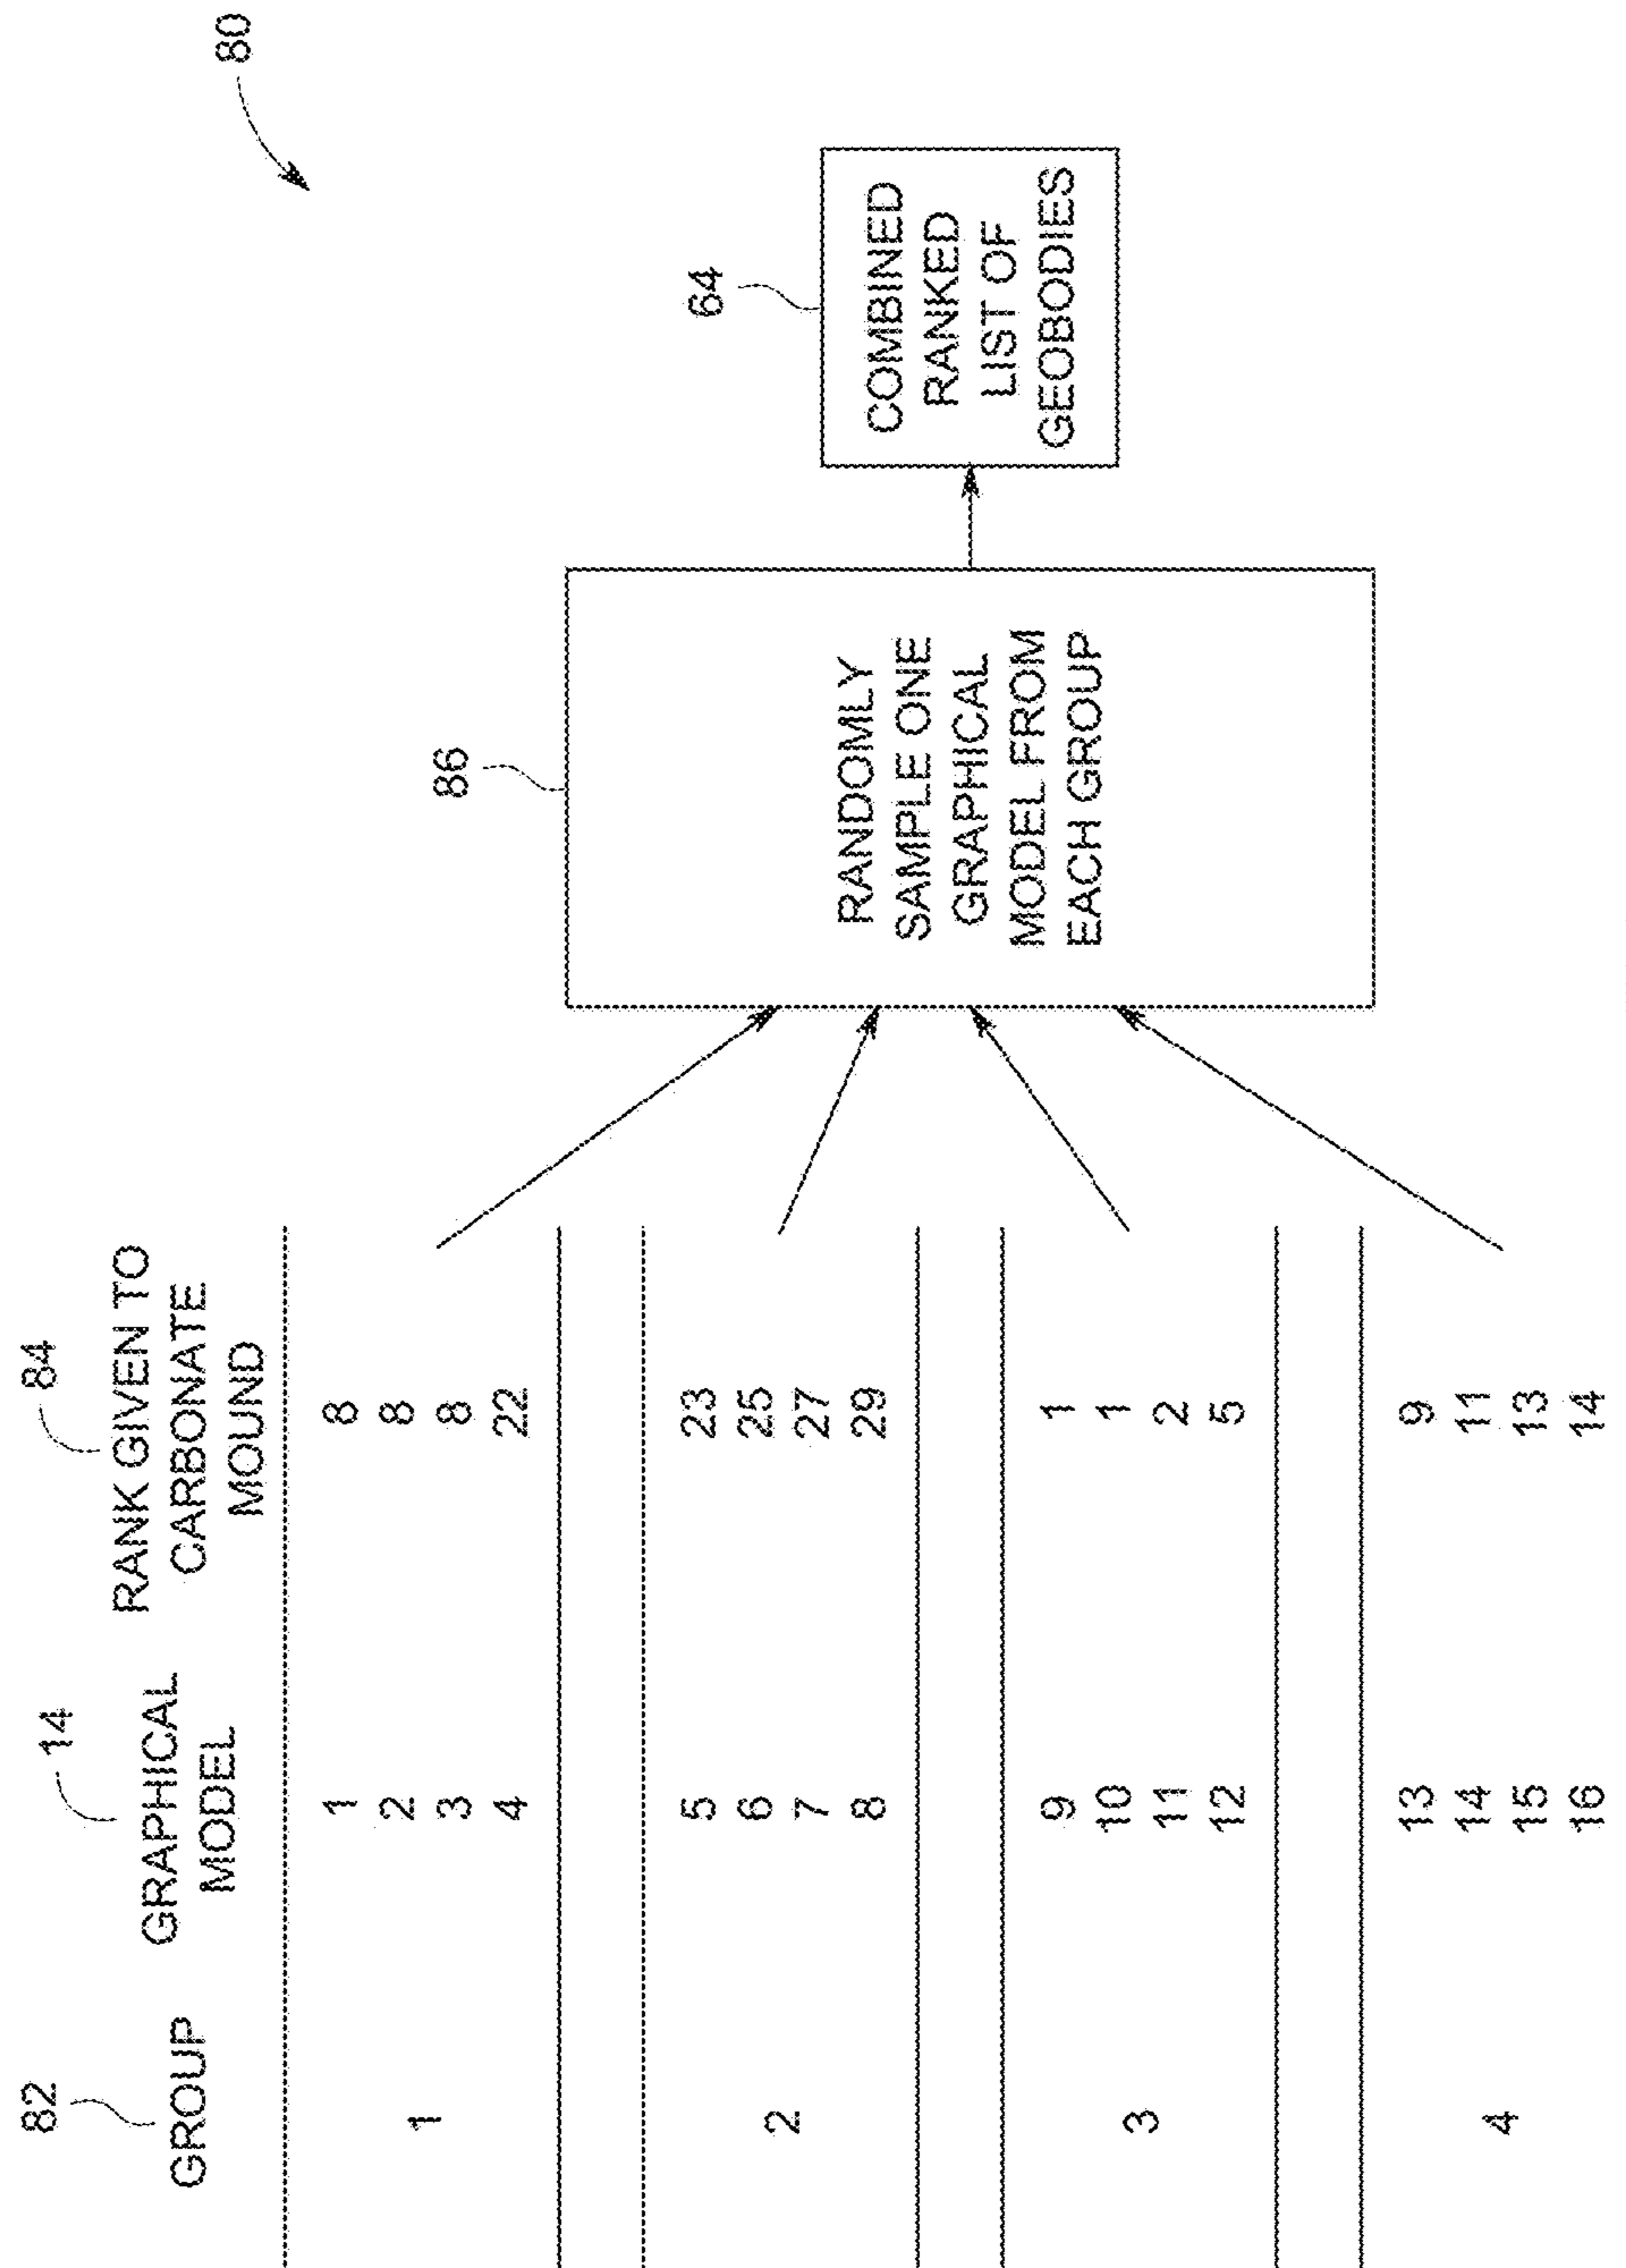 80
82
14
84
GROUP
GRAPHICAL
MODEL
RANK GIVEN TO
CARBONATE
MOUND
1
1 8
2 8
3 8
4 22
2
5 23
6 25
7 27
8 29
3
9 1
10 1
11 2
12 5
4
13 9
14 11
15 13
16 14
86
RANDOMLY
SAMPLE ONE
GRAPHICAL
MODEL FROM
EACH GROUP
64
COMBINED
RANKED
LIST OF
GEOBODIES